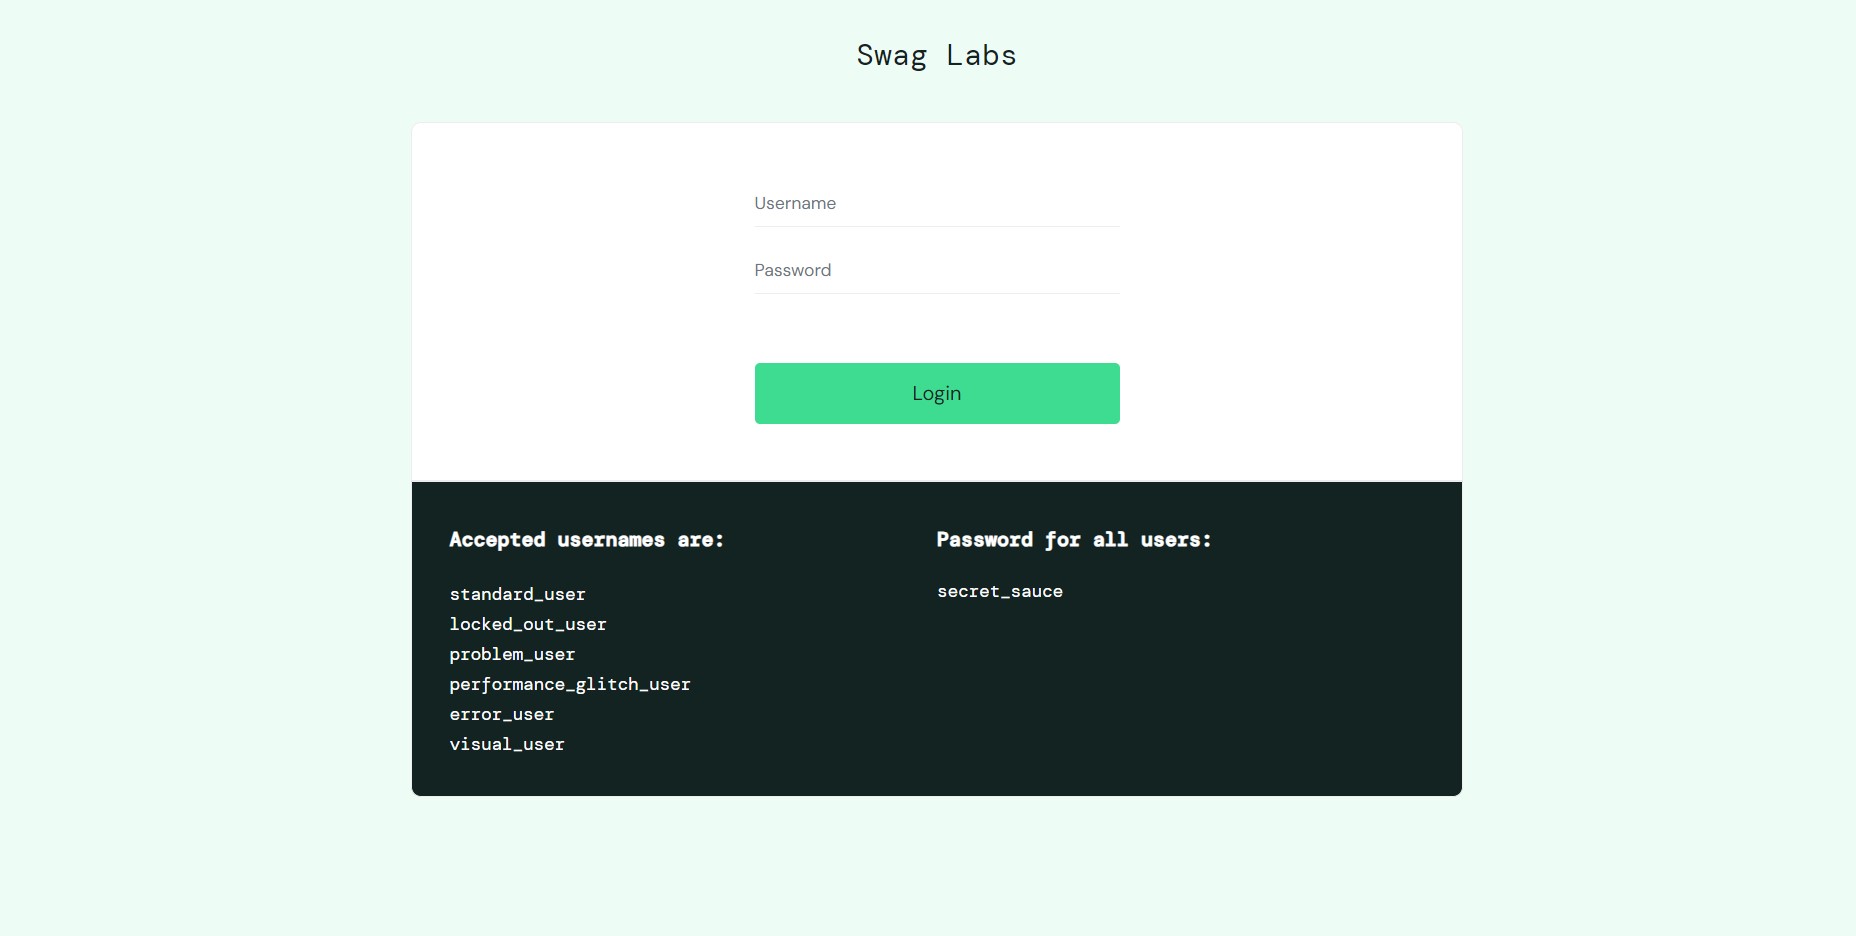 Swag Labs
Username
Password
Login
Accepted usernames are:
standard_user
locked_out_user
problem_user
performance_glitch_user
error_user
visual_user
Password for all users:
secret_sauce